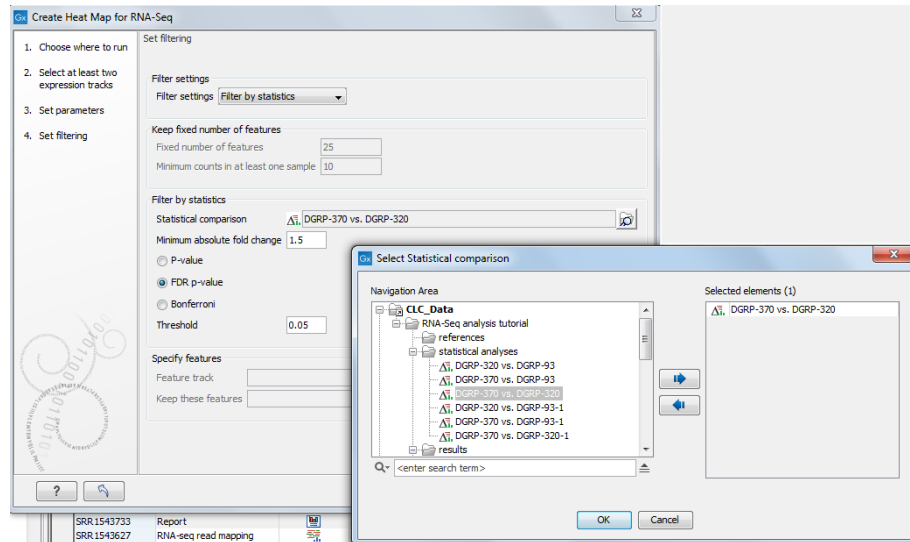 Gx Create Heat Map for RNA-Seq
1. Choose where to run
2. Select at least two
expression tracks
3. Set parameters
4. Set filtering
Set filtering
Filter settings
Filter settings Filter by statistics
Keep fixed number of features
Fixed number of features 25
Minimum counts in at least one sample 10
Filter by statistics
Statistical comparison DGRP-370 vs. DGRP-320
Minimum absolute fold change 1.5
P-value
FDR p-value
Bonferroni
Threshold 0.05
Specify features
Feature track
Keep these features
?
SRR1543733 Report
SRR1543627 RNA-seq read mapping
Gx Select Statistical comparison
Navigation Area
CLC_Data
RNA-Seq analysis tutorial
references
statistical analyses
DGRP-320 vs. DGRP-93
DGRP-370 vs. DGRP-93
DGRP-370 vs. DGRP-320
DGRP-320 vs. DGRP-93-1
DGRP-370 vs. DGRP-93-1
DGRP-370 vs. DGRP-320-1
results
<enter search term>
Selected elements (1)
DGRP-370 vs. DGRP-320
OK Cancel